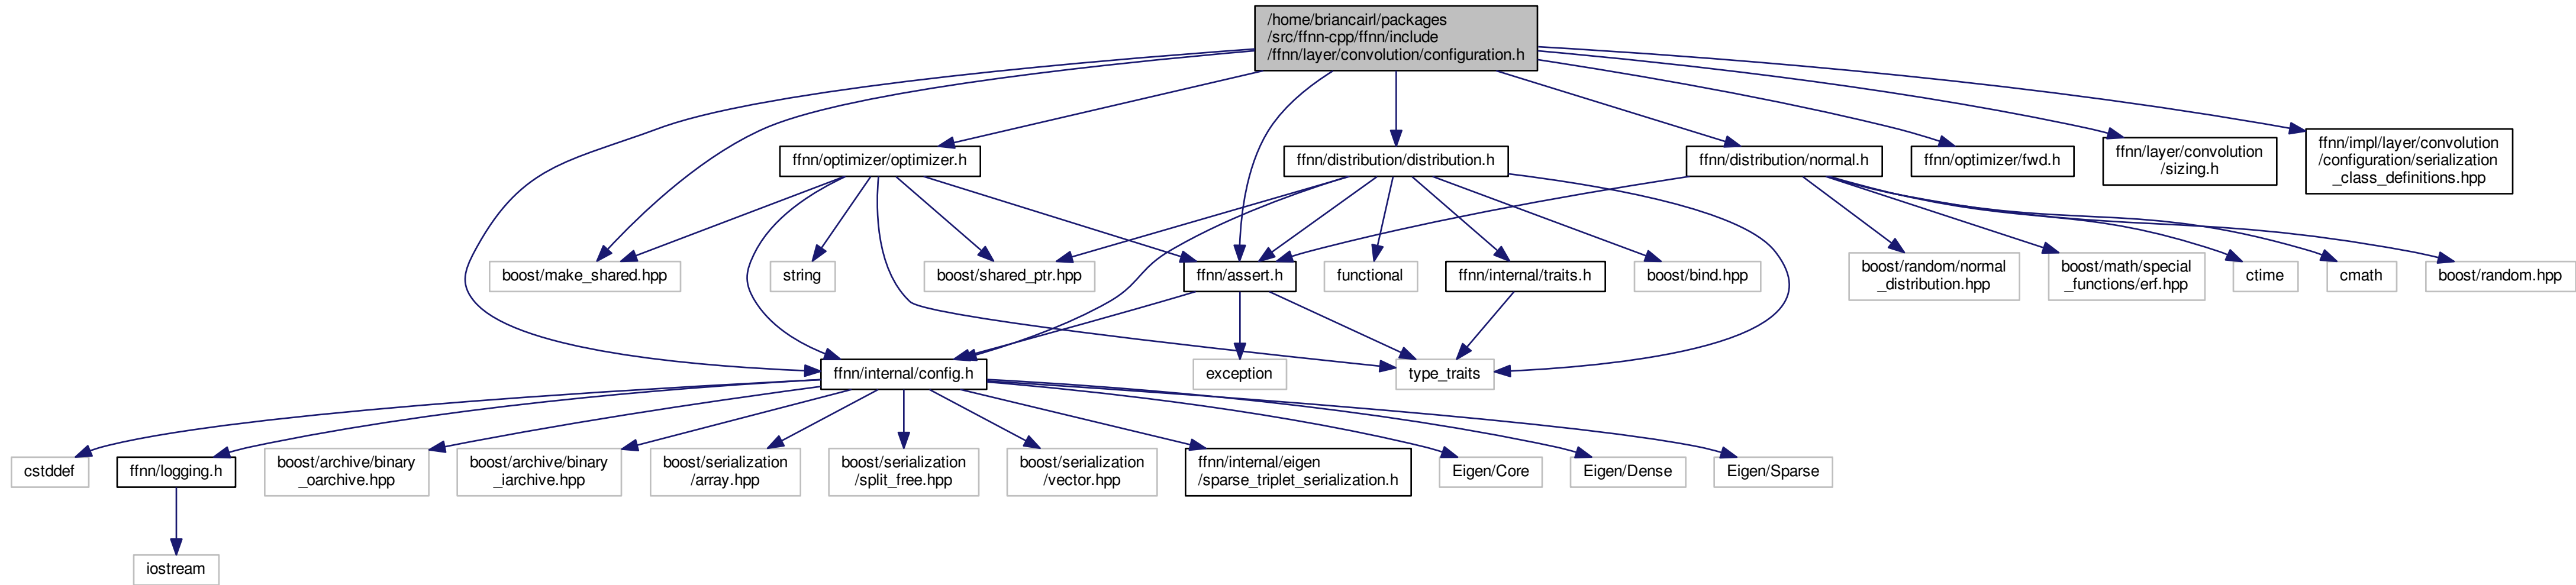 /home/briancairl/packages
/src/ffnn-cpp/ffnn/include
/ffnn/layer/convolution/configuration.h
ffnn/optimizer/optimizer.h
ffnn/distribution/distribution.h
ffnn/distribution/normal.h
ffnn/optimizer/fwd.h
ffnn/layer/convolution
/sizing.h
ffnn/impl/layer/convolution
/configuration/serialization
_class_definitions.hpp
boost/make_shared.hpp
string
boost/shared_ptr.hpp
ffnn/assert.h
functional
ffnn/internal/traits.h
boost/bind.hpp
boost/random/normal
_distribution.hpp
boost/math/special
_functions/erf.hpp
ctime
cmath
boost/random.hpp
ffnn/internal/config.h
exception
type_traits
cstddef
ffnn/logging.h
boost/archive/binary
_oarchive.hpp
boost/archive/binary
_iarchive.hpp
boost/serialization
/array.hpp
boost/serialization
/split_free.hpp
boost/serialization
/vector.hpp
ffnn/internal/eigen
/sparse_triplet_serialization.h
Eigen/Core
Eigen/Dense
Eigen/Sparse
iostream